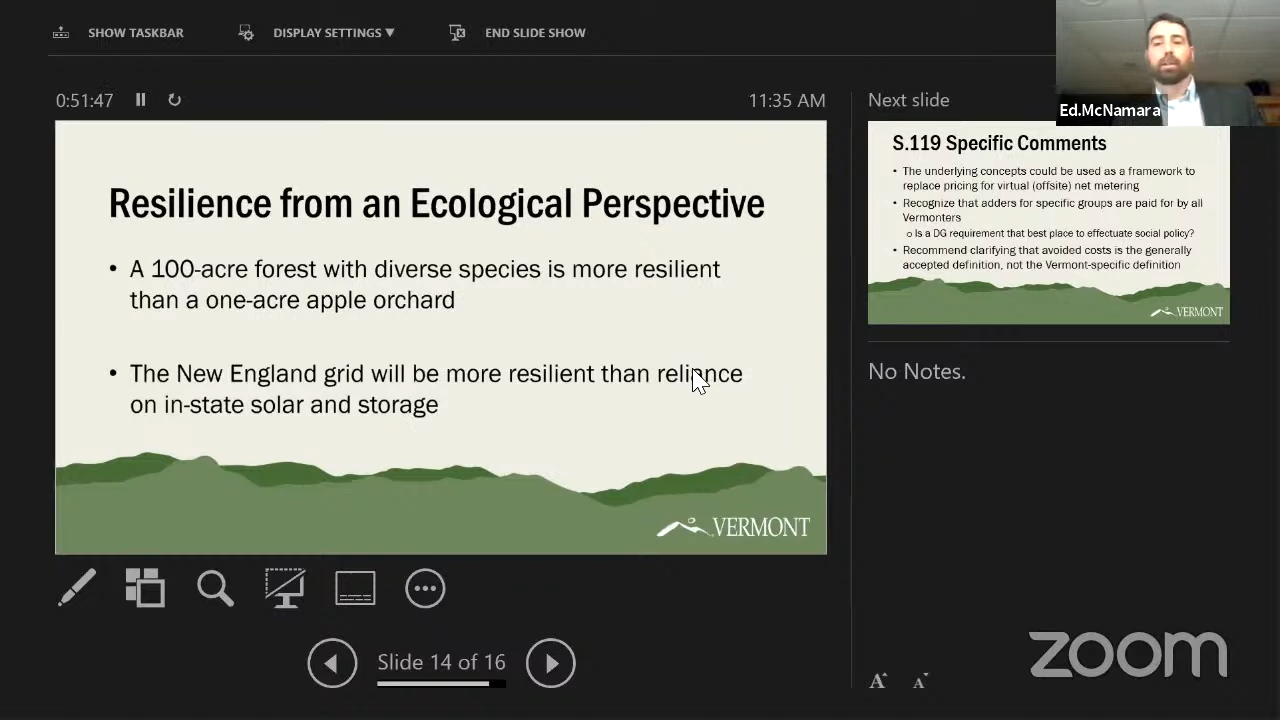 SHOW TASKBAR
DISPLAY SETTINGS ▼
END SLIDE SHOW
0:51:47
11:35 AM
Next slide
Ed.McNamara
Resilience from an Ecological Perspective
• A 100-acre forest with diverse species is more resilient
than a one-acre apple orchard
• The New England grid will be more resilient than reliance
on in-state solar and storage
VERMONT
S.119 Specific Comments
• The underlying concepts could be used as a framework to
replace pricing for virtual (offsite) net metering
• Recognize that adders for specific groups are paid for by all
Vermonters
o Is a DG requirement that best place to effectuate social policy?
• Recommend clarifying that avoided costs is the generally
accepted definition, not the Vermont-specific definition
VERMONT
No Notes.
Slide 14 of 16
A A
zoom